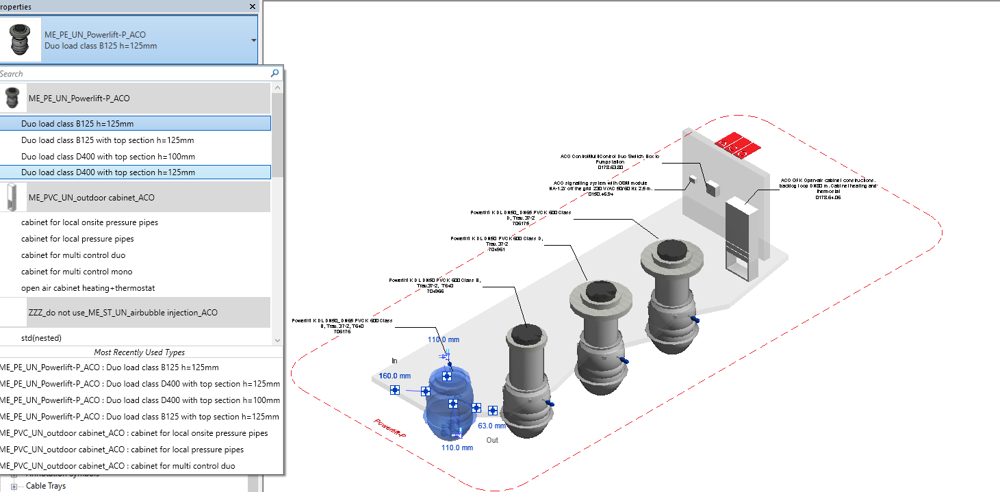 roperties
ME_PE_UN_Powerlift-P_ACO
Duo load class B125 h=125mm
Search
ME_PE_UN_Powerlift-P_ACO
Duo load class B125 h=125mm
Duo load class B125 with top section h=125mm
Duo load class D400 with top section h=100mm
Duo load class D400 with top section h=125mm
ME_PVC_UN_outdoor cabinet_ACO
cabinet for local onsite pressure pipes
cabinet for local pressure pipes
cabinet for multi control duo
cabinet for multi control mono
open air cabinet heating+thermostat
ZZZ_do not use_ME_ST_UN_airbubble injection_ACO
std(nested)
Most Recently Used Types
ME_PE_UN_Powerlift-P_ACO : Duo load class B125 h=125mm
ME_PE_UN_Powerlift-P_ACO : Duo load class D400 with top section h=125mm
ME_PE_UN_Powerlift-P_ACO : Duo load class D400 with top section h=100mm
ME_PE_UN_Powerlift-P_ACO : Duo load class B125 with top section h=125mm
ME_PVC_UN_outdoor cabinet_ACO : cabinet for local onsite pressure pipes
ME_PVC_UN_outdoor cabinet_ACO : cabinet for local pressure pipes
ME_PVC_UN_outdoor cabinet_ACO : cabinet for multi control duo
Annotation Symbols
Cable Trays
ACO
ACO ControlMultiControl Duo Switch Box to
Pumpstation
0178.63.80
ACO signalling system with GSM module
NA-1.2/ off the grid 230 V/AC 50/60 Hz 2.5 m.
0150.46.94
ACO GFK Open-air cabinet constructions.
backlog loop DN80 m. Cabinet heating and
thermostat
0178.64.06
Powerlift K DL DN50_DN65 PVC K 600 Class
D, Trau. 37-2
706175
Powerlift K DL DN50 PVC K 600 Class D,
Trau. 37-2
704961
Powerlift K DL DN50 PVC K 600 Class B,
Trau.37-2, T640
704966
Powerlift K DL DN50_DN65 PVC K 600 Class
B, Trau. 37-2, T640
706176
110.0 mm
In
160.0 mm
63.0 mm
Out
110.0 mm
Powerlift-P